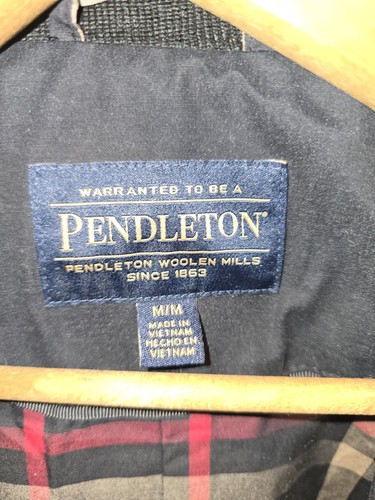 WARRANTED TO BE A
PENDLETON®
PENDLETON WOOLEN MILLS
SINCE 1863
M/M
MADE IN
VIETNAM
HECHO EN
VIETNAM